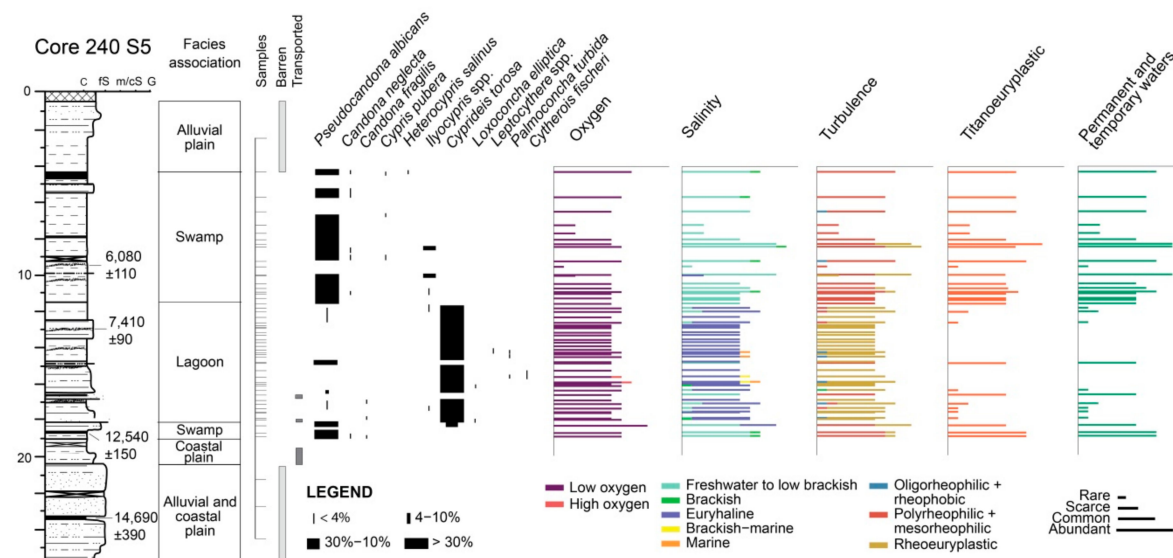 Core 240 S5
C fS m/cS G
Facies
association
Samples
Barren
Transported
Pseudocandona albicans
Candona neglecta
Candona fragilis
Cypris pubera
Heterocypris salinus
Ilyocypris spp.
Cyprideis torosa
Loxoconcha elliptica
Leptocythere spp.
Palmoconcha turbida
Cytherois fischeri
Oxygen
Salinity
Turbulence
Titanoeuryplastic
Permanent and
temporary waters
0
10
20
6,080
±110
7,410
±90
12,540
±150
14,690
±390
Alluvial
plain
Swamp
Lagoon
Swamp
Coastal
plain
Alluvial and
coastal
plain
LEGEND
< 4%
4–10%
30%–10%
> 30%
Low oxygen
High oxygen
Freshwater to low brackish
Brackish
Euryhaline
Brackish–marine
Marine
Oligorheophilic +
rheophobic
Polyrheophilic +
mesorheophilic
Rheoeuryplastic
Rare
Scarce
Common
Abundant